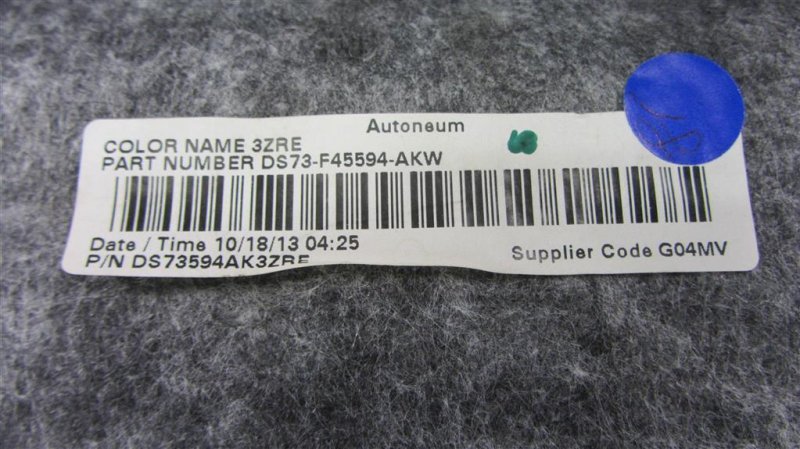 Autoneum
COLOR NAME 3ZRE
PART NUMBER DS73-F45594-AKW
Date / Time 10/18/13 04:25
Supplier Code G04MV
P/N DS73594AK3ZRE